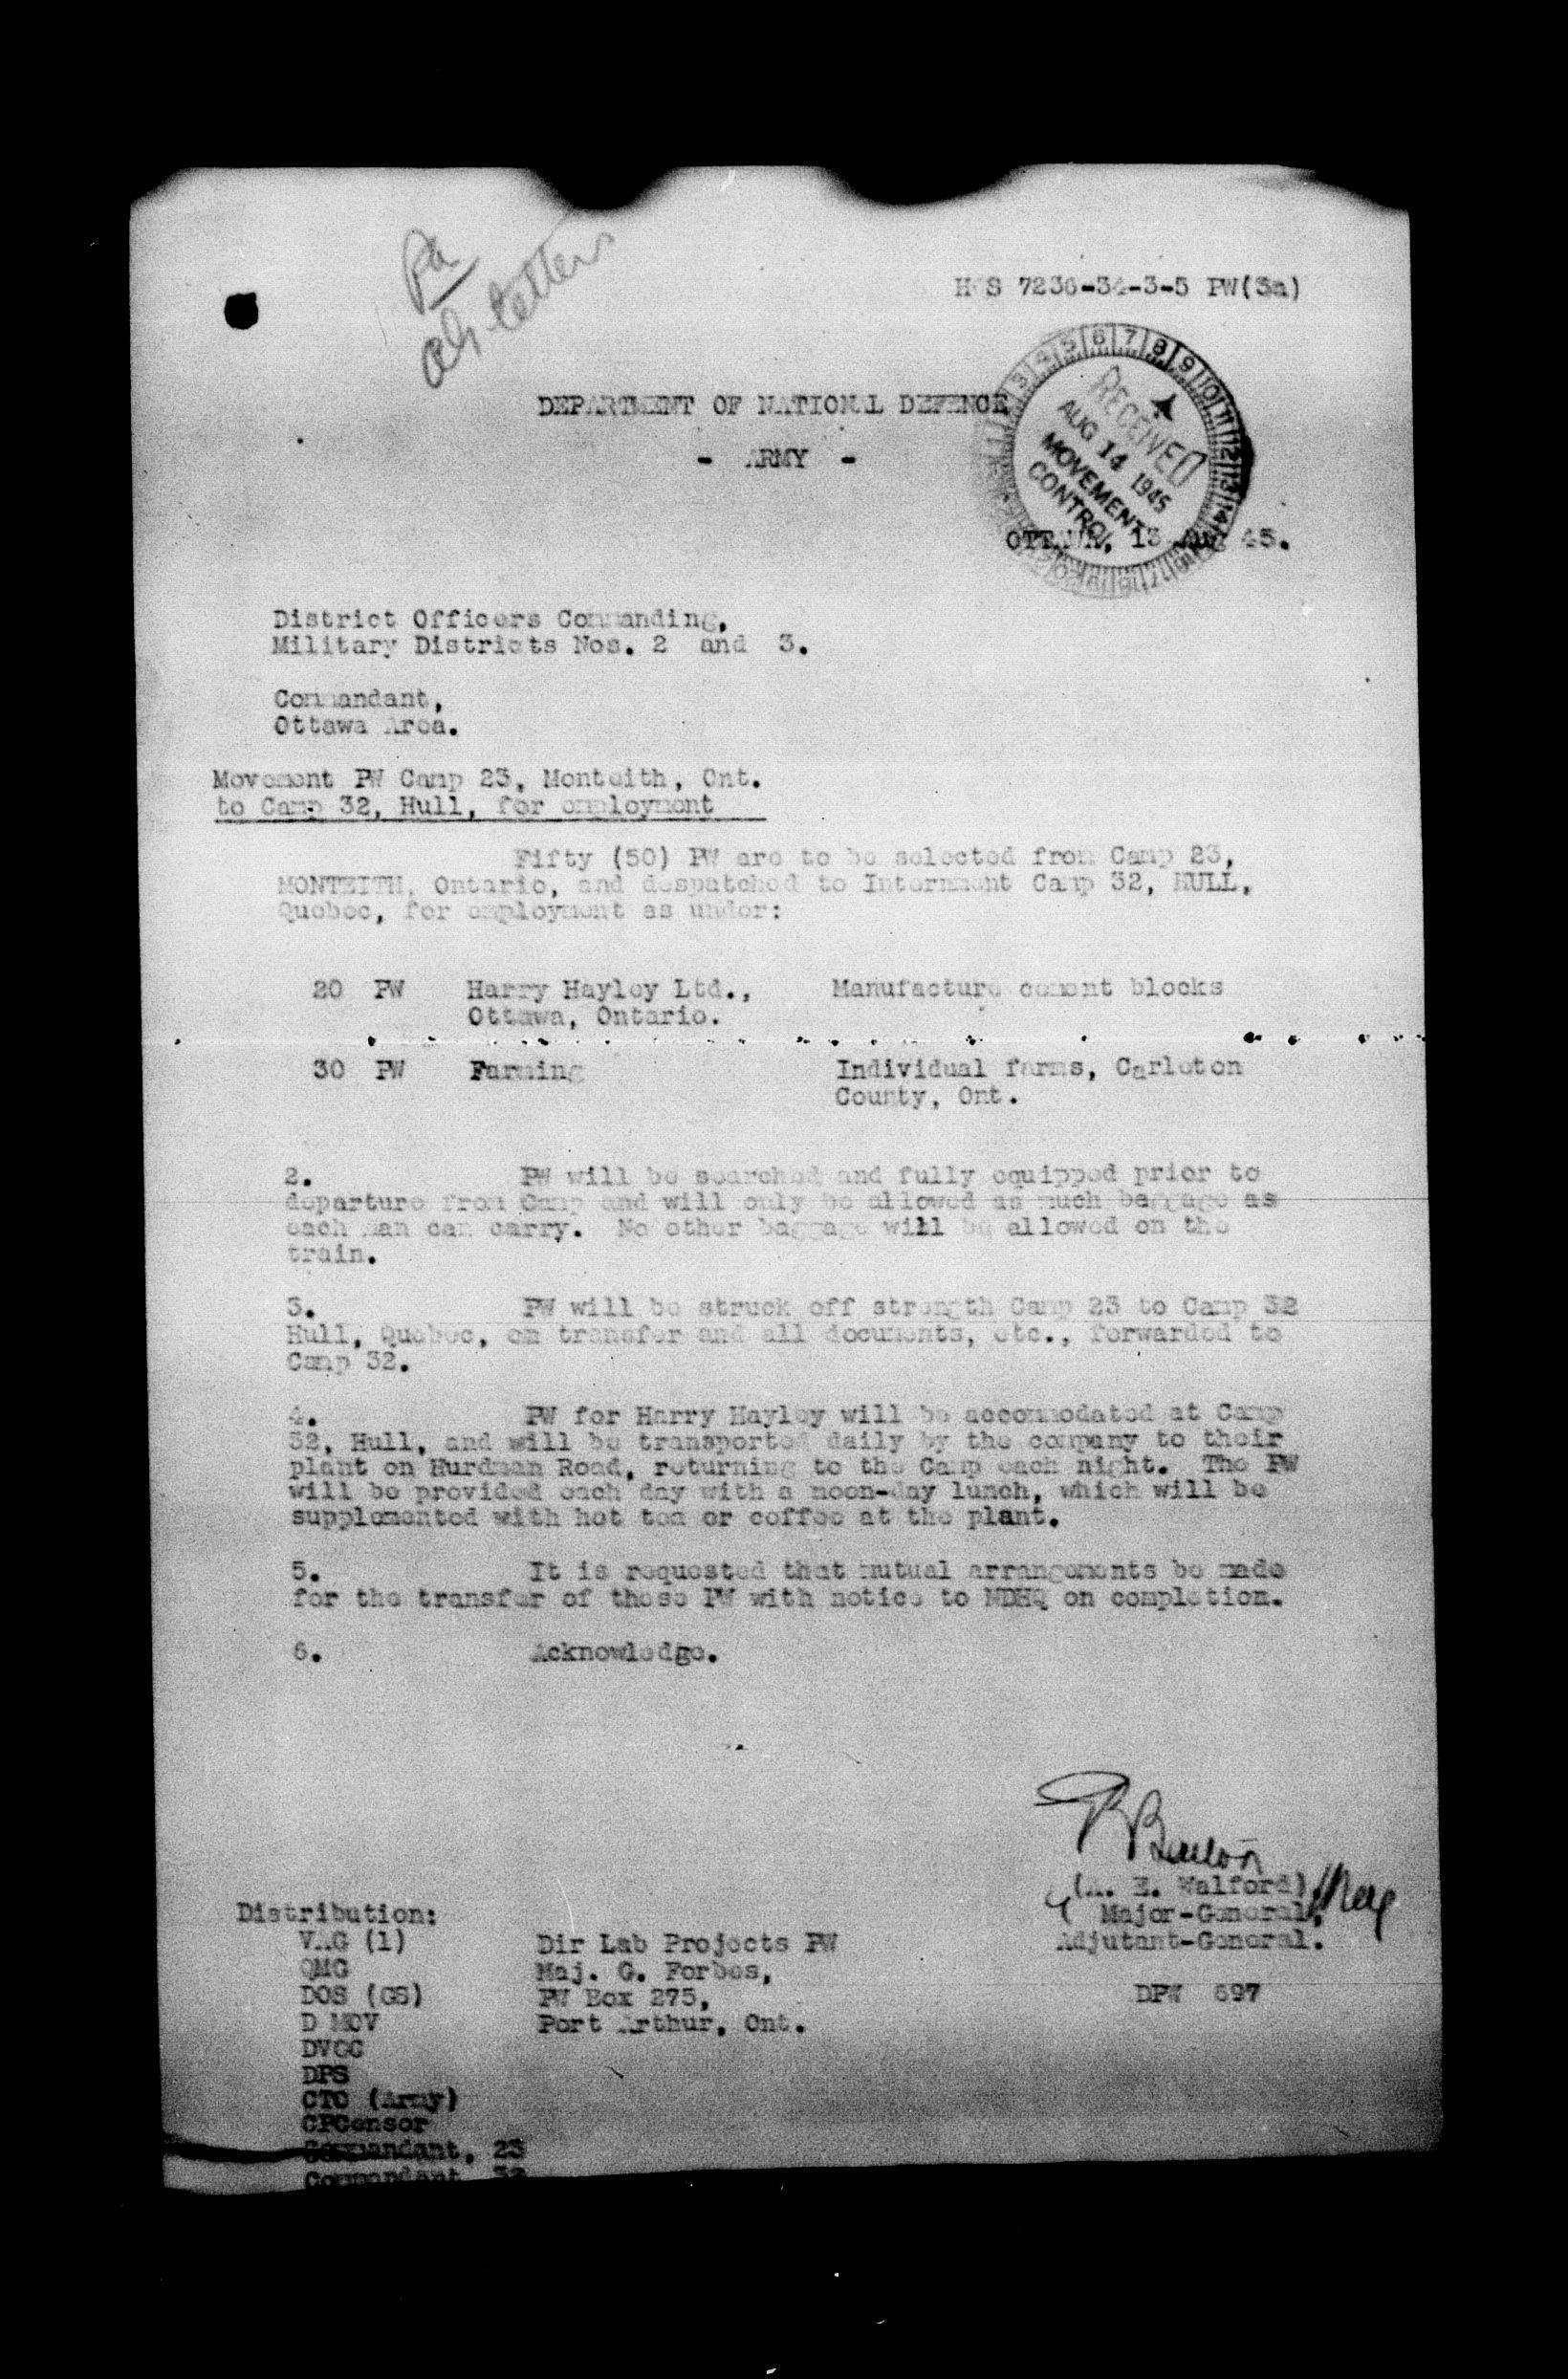 Pa
HQS 7236-34-3-5 PW(3a)
DEPARTMENT OF NATIONAL DEFENCE
- ARMY -
RECEIVED
AUG 14 1945
MOVEMENT
CONTROL
OTTAWA, 13 Aug 45.
District Officers Commanding,
Military Districts Nos. 2 and 3.
Commandant,
Ottawa Area.
Movement PW Camp 23, Monteith, Ont.
to Camp 32, Hull, for employment
Fifty (50) PW are to be selected from Camp 23,
MONTEITH, Ontario, and despatched to Internment Camp 32, HULL,
Quebec, for employment as under:
20 PW Harry Hayley Ltd., Manufacture cement blocks
Ottawa, Ontario.
30 PW Farming Individual farms, Carleton
County, Ont.
2. PW will be searched and fully equipped prior to
departure from Camp and will only be allowed as much baggage as
each man can carry. No other baggage will be allowed on the
train.
3. PW will be struck off strength Camp 23 to Camp 32
Hull, Quebec, on transfer and all documents, etc., forwarded to
Camp 32.
4. PW for Harry Hayley will be accommodated at Camp
32, Hull, and will be transported daily by the company to their
plant on Hurdman Road, returning to the Camp each night. The PW
will be provided each day with a noon-day lunch, which will be
supplemented with hot tea or coffee at the plant.
5. It is requested that mutual arrangements be made
for the transfer of these PW with notice to NDHQ on completion.
6. Acknowledge.
(A. E. Walford),
Major-General,
Adjutant-General.
Distribution:
VAG (1) Dir Lab Projects PW
QMG Maj. G. Forbes,
DOS (GS) PW Box 275, DPW 697
D MOV Port Arthur, Ont.
DVGC
DPS
CTC (Army)
CPCensor
Commandant, 23
Commandant 32